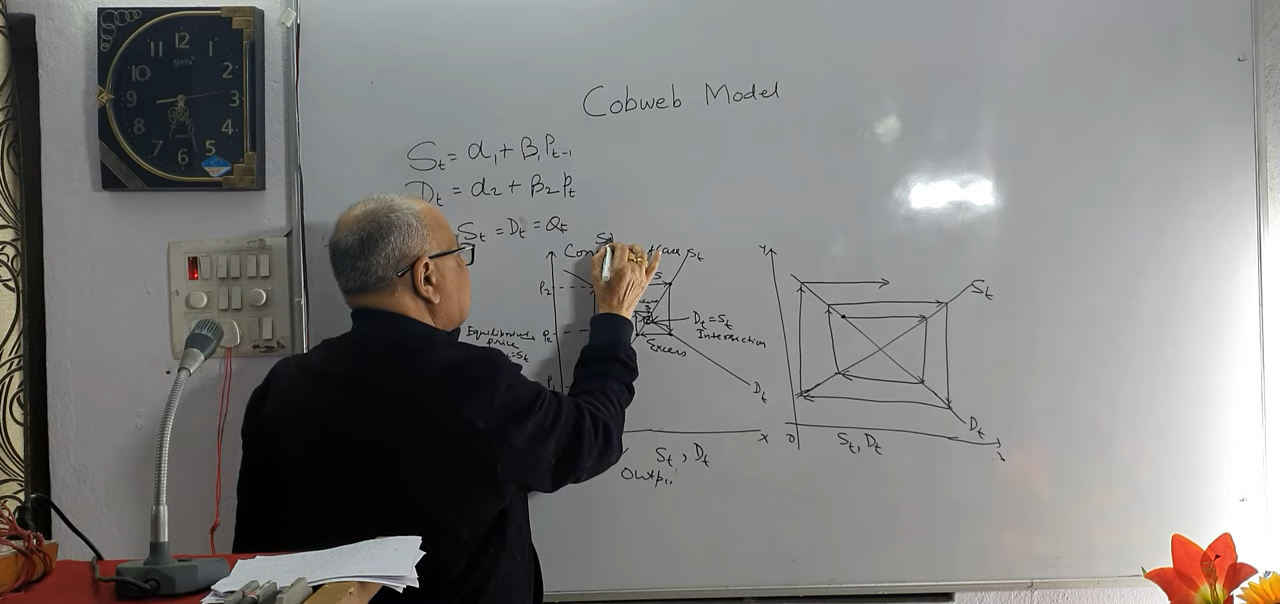 Cobweb Model
St = α1 + β1Pt-1
Dt = α2 + β2Pt
St = Dt = Qt
St
P2
Equilibrium
price
Pe
Dt = St
Intersection
Excess
P1
Dt
X
St, Dt
Y
St
Dt
O
St, Dt
X
11 12 1
10 2
9 3
8 4
7 6 5